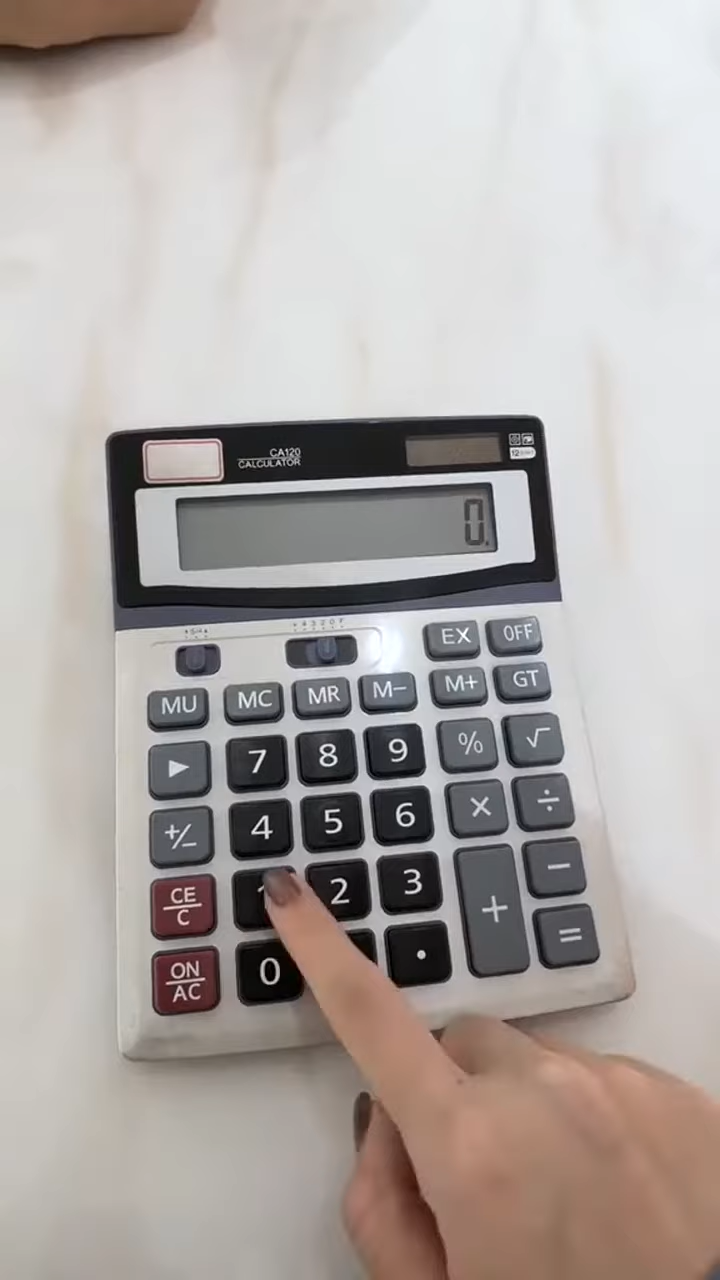 CA120
CALCULATOR
12
0.
EX OFF
MU MC MR M− M+ GT
▶ 7 8 9 % √
+/− 4 5 6 × ÷
CE/C 2 3 + −
ON/AC 0 . =